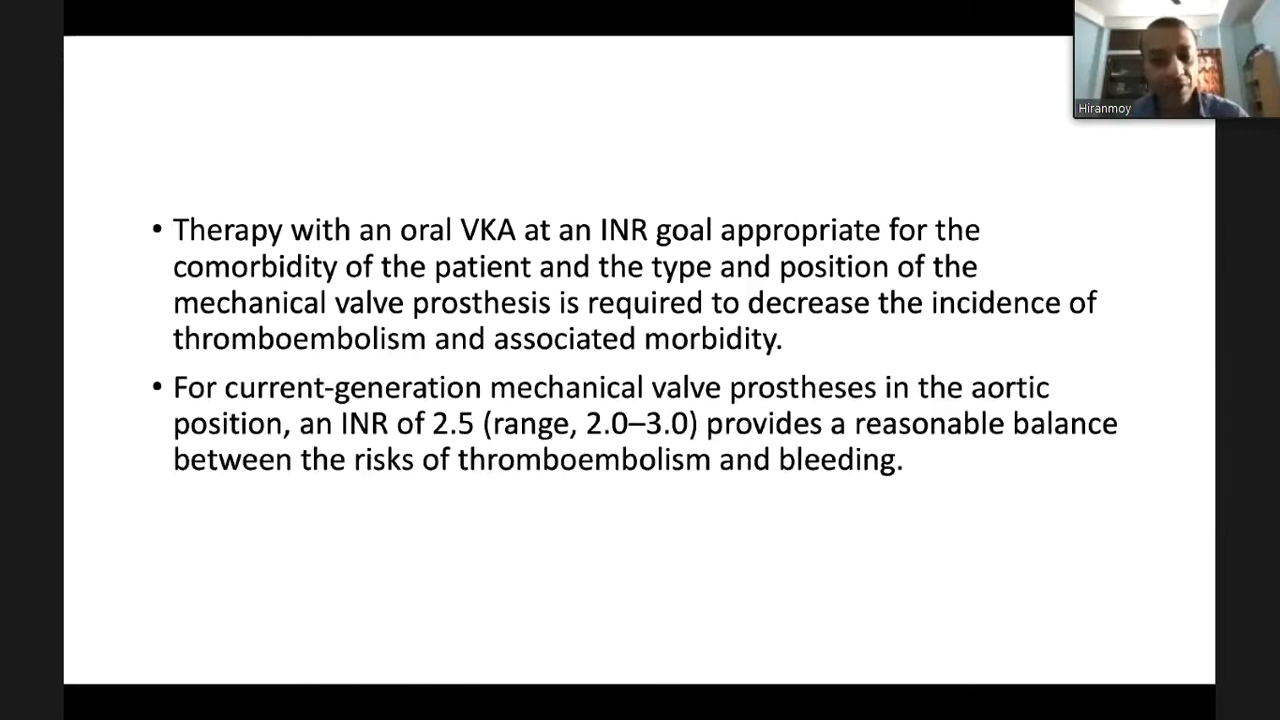 Hiranmoy
• Therapy with an oral VKA at an INR goal appropriate for the
comorbidity of the patient and the type and position of the
mechanical valve prosthesis is required to decrease the incidence of
thromboembolism and associated morbidity.
• For current-generation mechanical valve prostheses in the aortic
position, an INR of 2.5 (range, 2.0–3.0) provides a reasonable balance
between the risks of thromboembolism and bleeding.